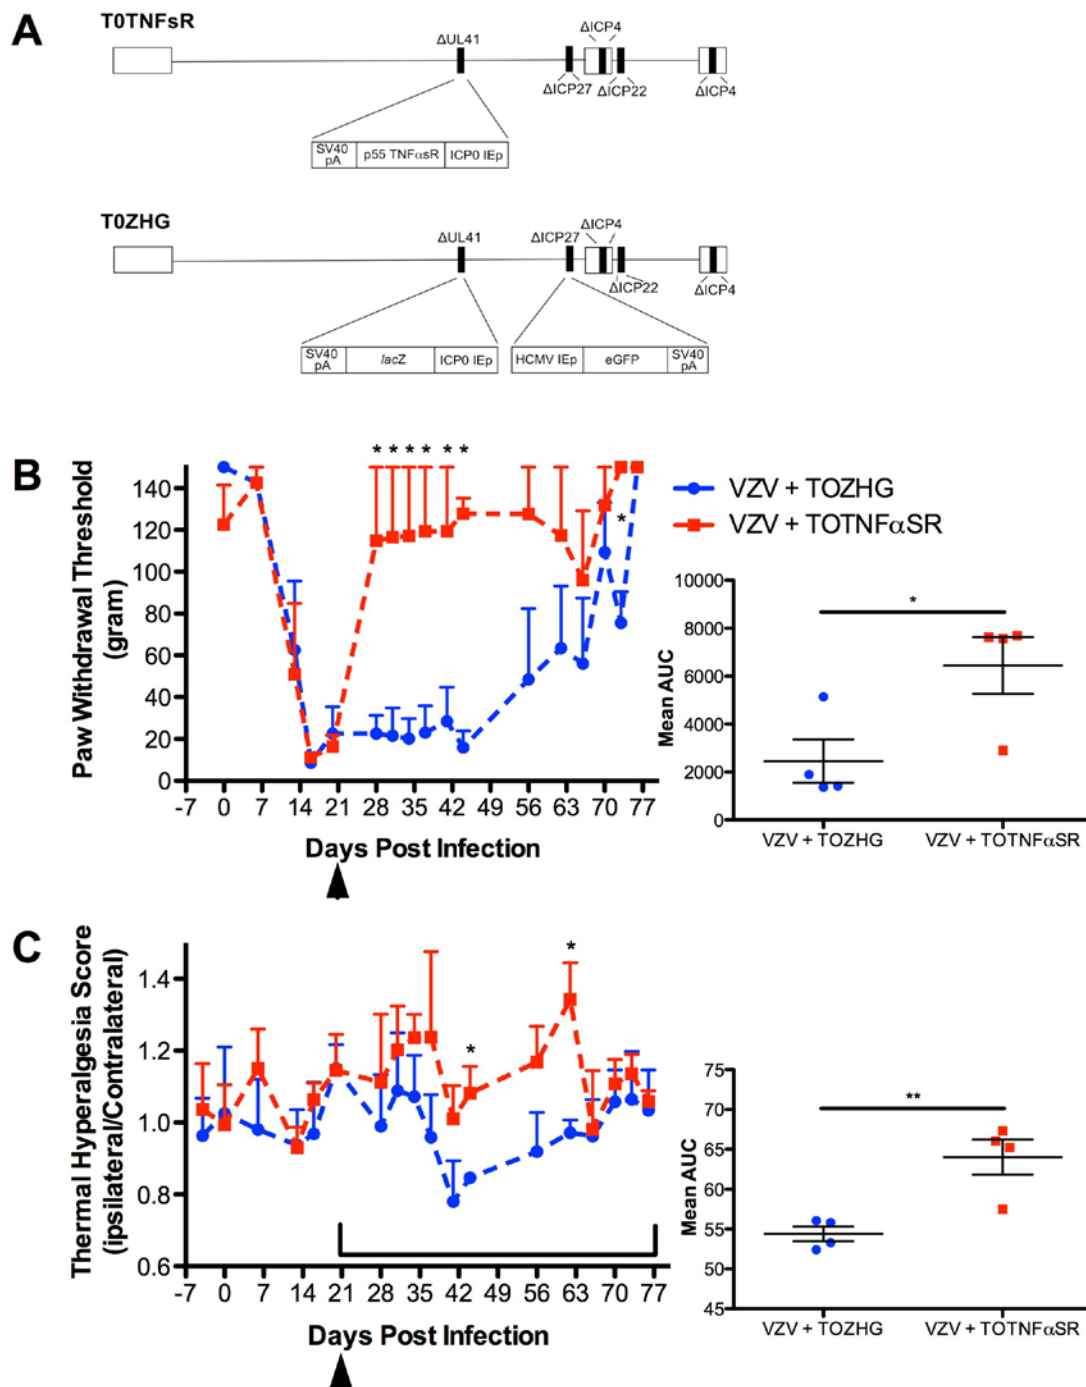 A
T0TNFsR
ΔUL41
ΔICP4
ΔICP27
ΔICP22
ΔICP4
SV40 pA
p55 TNFαsR
ICP0 IEp
T0ZHG
ΔUL41
ΔICP27
ΔICP4
ΔICP22
ΔICP4
SV40 pA
lacZ
ICP0 IEp
HCMV IEp
eGFP
SV40 pA
B
Paw Withdrawal Threshold
(gram)
140
120
100
80
60
40
20
0
* * * * * *
*
-7 0 7 14 21 28 35 42 49 56 63 70 77
Days Post Infection
VZV + TOZHG
VZV + TOTNFαSR
Mean AUC
10000
8000
6000
4000
2000
0
*
VZV + TOZHG
VZV + TOTNFαSR
C
Thermal Hyperalgesia Score
(ipsilateral/Contralateral)
1.4
1.2
1.0
0.8
0.6
*
*
-7 0 7 14 21 28 35 42 49 56 63 70 77
Days Post Infection
Mean AUC
75
70
65
60
55
50
45
**
VZV + TOZHG
VZV + TOTNFαSR